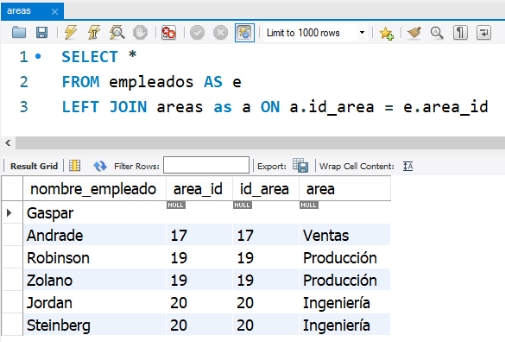 areas
Limit to 1000 rows
1 SELECT *
2 FROM empleados AS e
3 LEFT JOIN areas as a ON a.id_area = e.area_id
Result Grid Filter Rows: Export: Wrap Cell Content: IA
nombre_empleado area_id id_area area
Gaspar NULL NULL NULL
Andrade 17 17 Ventas
Robinson 19 19 Producción
Zolano 19 19 Producción
Jordan 20 20 Ingeniería
Steinberg 20 20 Ingeniería